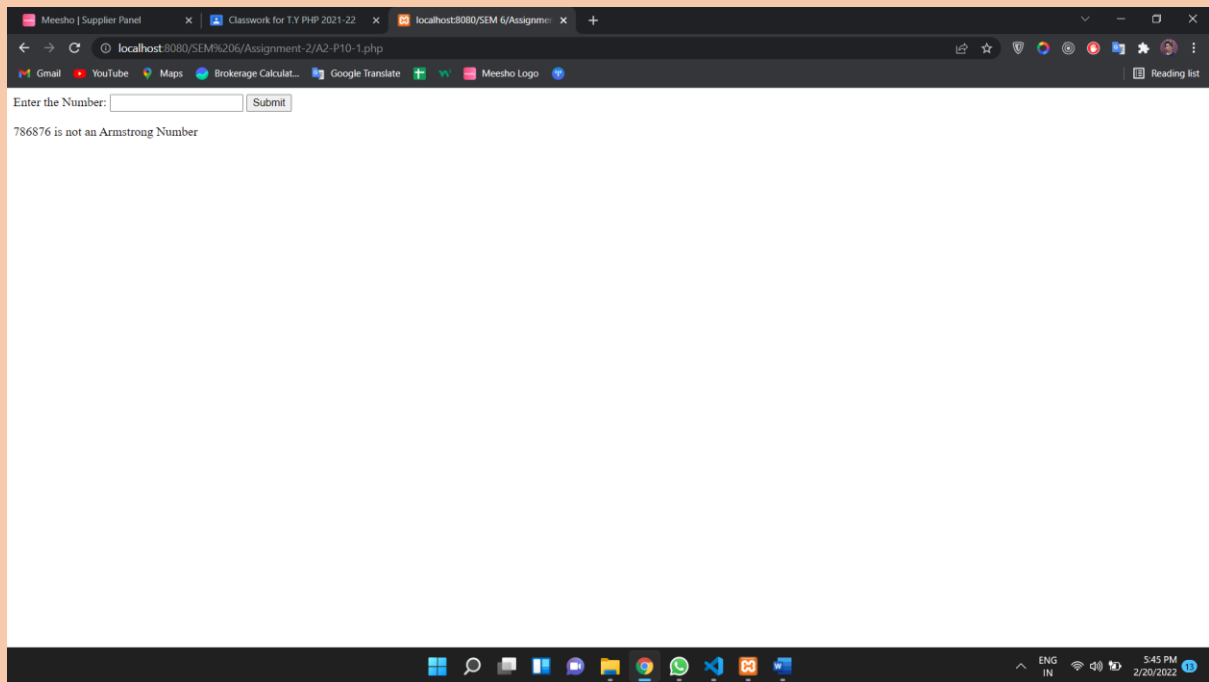 Meesho | Supplier Panel
Classwork for T.Y PHP 2021-22
localhost:8080/SEM 6/Assignmer
localhost:8080/SEM%206/Assignment-2/A2-P10-1.php
Gmail YouTube Maps Brokerage Calculat... Google Translate Meesho Logo Reading list
Enter the Number: Submit
786876 is not an Armstrong Number
ENG 5:45 PM
IN 2/20/2022 13